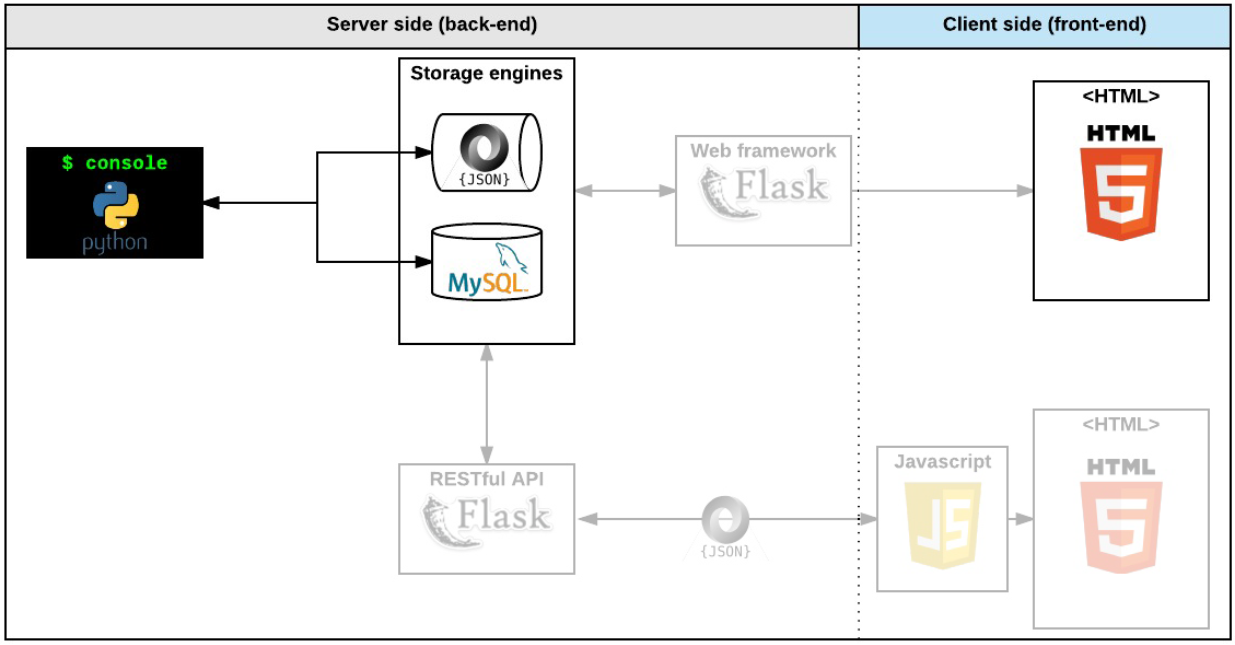 Server side (back-end)
Client side (front-end)
Storage engines
{JSON}
MySQL
$ console
python
Web framework
Flask
<HTML>
HTML
5
RESTful API
Flask
{JSON}
Javascript
JS
<HTML>
HTML
5